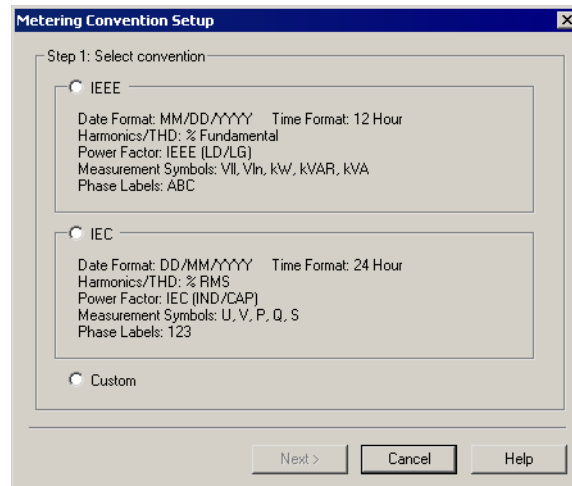 Metering Convention Setup
Step 1: Select convention
IEEE
Date Format: MM/DD/YYYY Time Format: 12 Hour
Harmonics/THD: % Fundamental
Power Factor: IEEE (LD/LG)
Measurement Symbols: Vll, Vln, kW, kVAR, kVA
Phase Labels: ABC
IEC
Date Format: DD/MM/YYYY Time Format: 24 Hour
Harmonics/THD: % RMS
Power Factor: IEC (IND/CAP)
Measurement Symbols: U, V, P, Q, S
Phase Labels: 123
Custom
Next > Cancel Help